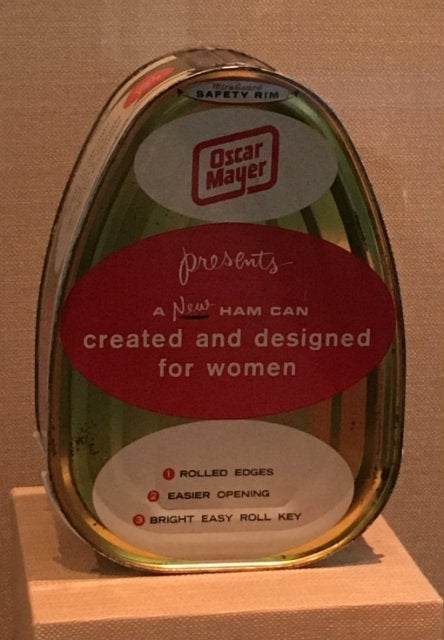 MiraGuard
SAFETY RIM
Oscar
Mayer
presents
A New HAM CAN
created and designed
for women
1 ROLLED EDGES
2 EASIER OPENING
3 BRIGHT EASY ROLL KEY